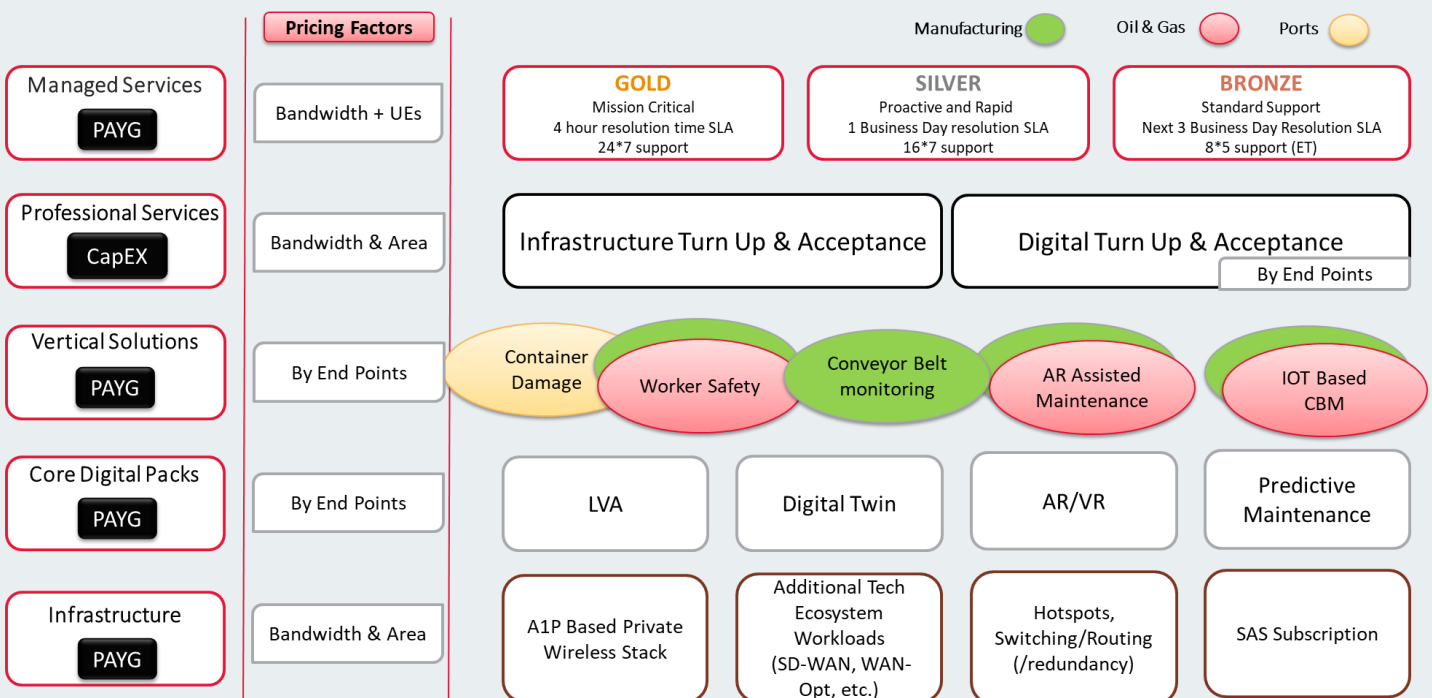 Pricing Factors
Manufacturing
Oil & Gas
Ports
Managed Services
PAYG
Bandwidth + UEs
GOLD
Mission Critical
4 hour resolution time SLA
24*7 support
SILVER
Proactive and Rapid
1 Business Day resolution SLA
16*7 support
BRONZE
Standard Support
Next 3 Business Day Resolution SLA
8*5 support (ET)
Professional Services
CapEX
Bandwidth & Area
Infrastructure Turn Up & Acceptance
Digital Turn Up & Acceptance
By End Points
Vertical Solutions
PAYG
By End Points
Container
Damage
Worker Safety
Conveyor Belt
monitoring
AR Assisted
Maintenance
IOT Based
CBM
Core Digital Packs
PAYG
By End Points
LVA
Digital Twin
AR/VR
Predictive
Maintenance
Infrastructure
PAYG
Bandwidth & Area
A1P Based Private
Wireless Stack
Additional Tech
Ecosystem
Workloads
(SD-WAN, WAN-
Opt, etc.)
Hotspots,
Switching/Routing
(/redundancy)
SAS Subscription